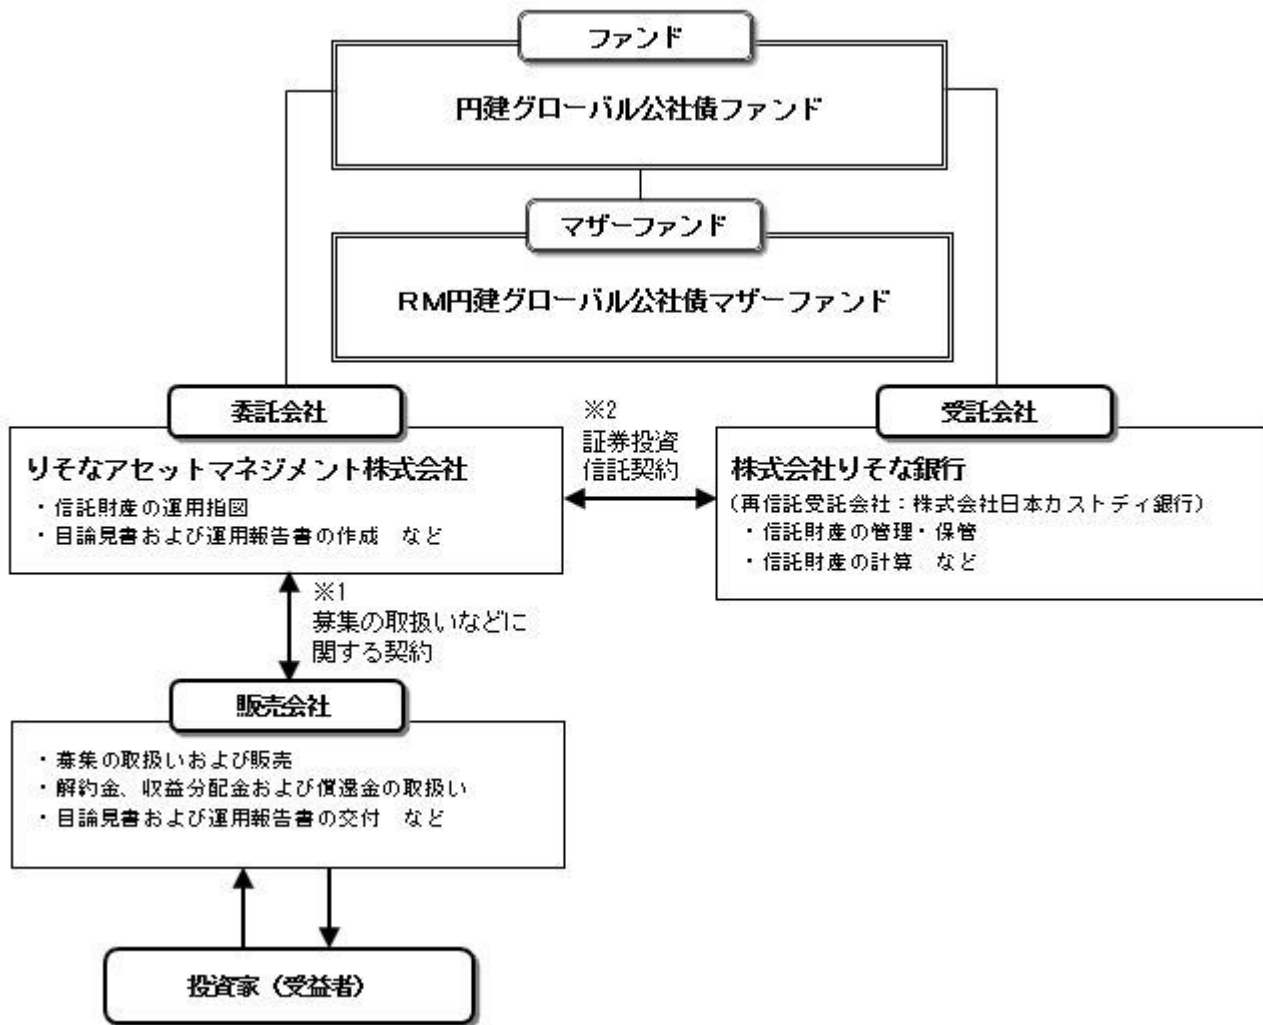 ファンド
円建グローバル公社債ファンド
マザーファンド
RM円建グローバル公社債マザーファンド
委託会社
りそなアセットマネジメント株式会社
・信託財産の運用指図
・目論見書および運用報告書の作成 など
※2
証券投資
信託契約
受託会社
株式会社りそな銀行
(再信託受託会社:株式会社日本カストディ銀行)
・信託財産の管理・保管
・信託財産の計算 など
※1
募集の取扱いなどに
関する契約
販売会社
・募集の取扱いおよび販売
・解約金、収益分配金および償還金の取扱い
・目論見書および運用報告書の交付 など
投資家(受益者)